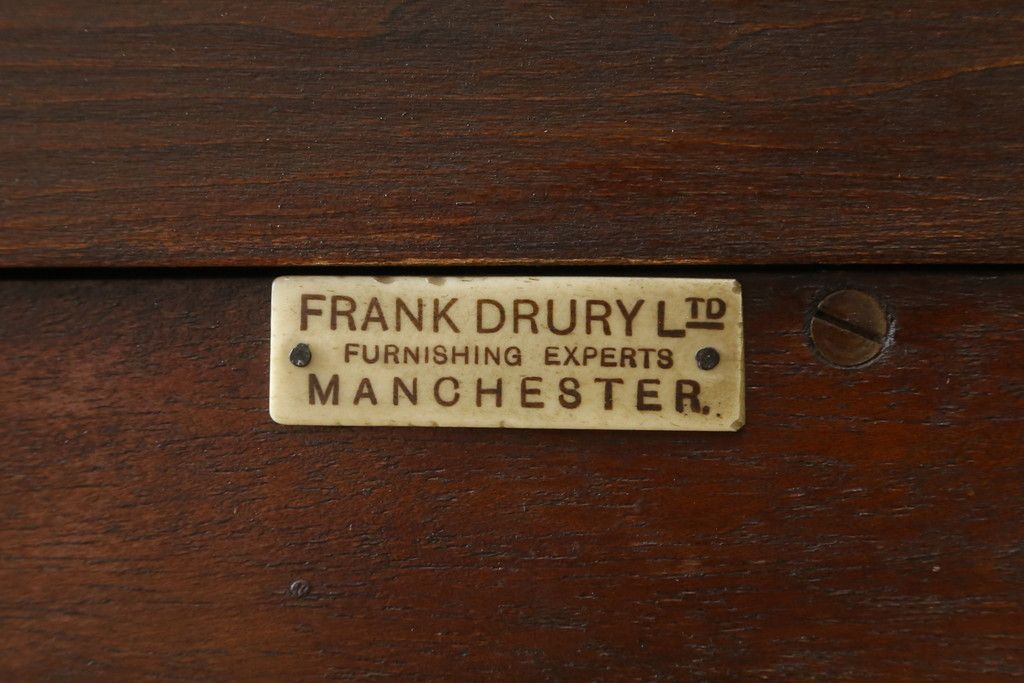 FRANK DRURY LTD
FURNISHING EXPERTS
MANCHESTER.